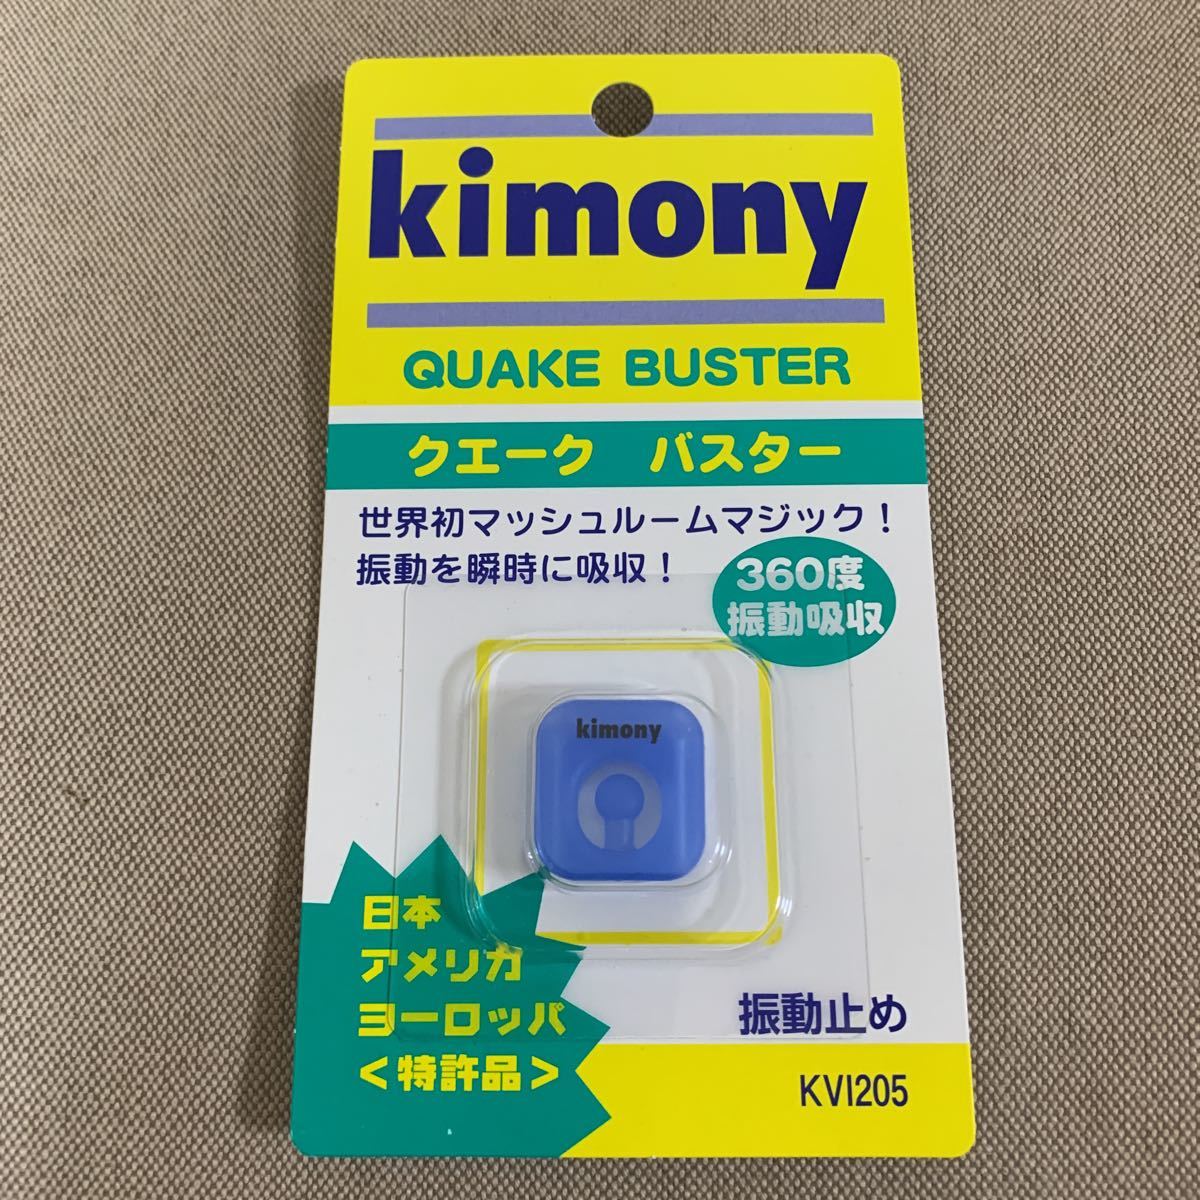 kimony
QUAKE BUSTER
クエーク バスター
世界初マッシュルームマジック!
振動を瞬時に吸収!
360度
振動吸収
kimony
日本
アメリカ
ヨーロッパ
<特許品>
振動止め
KVI205